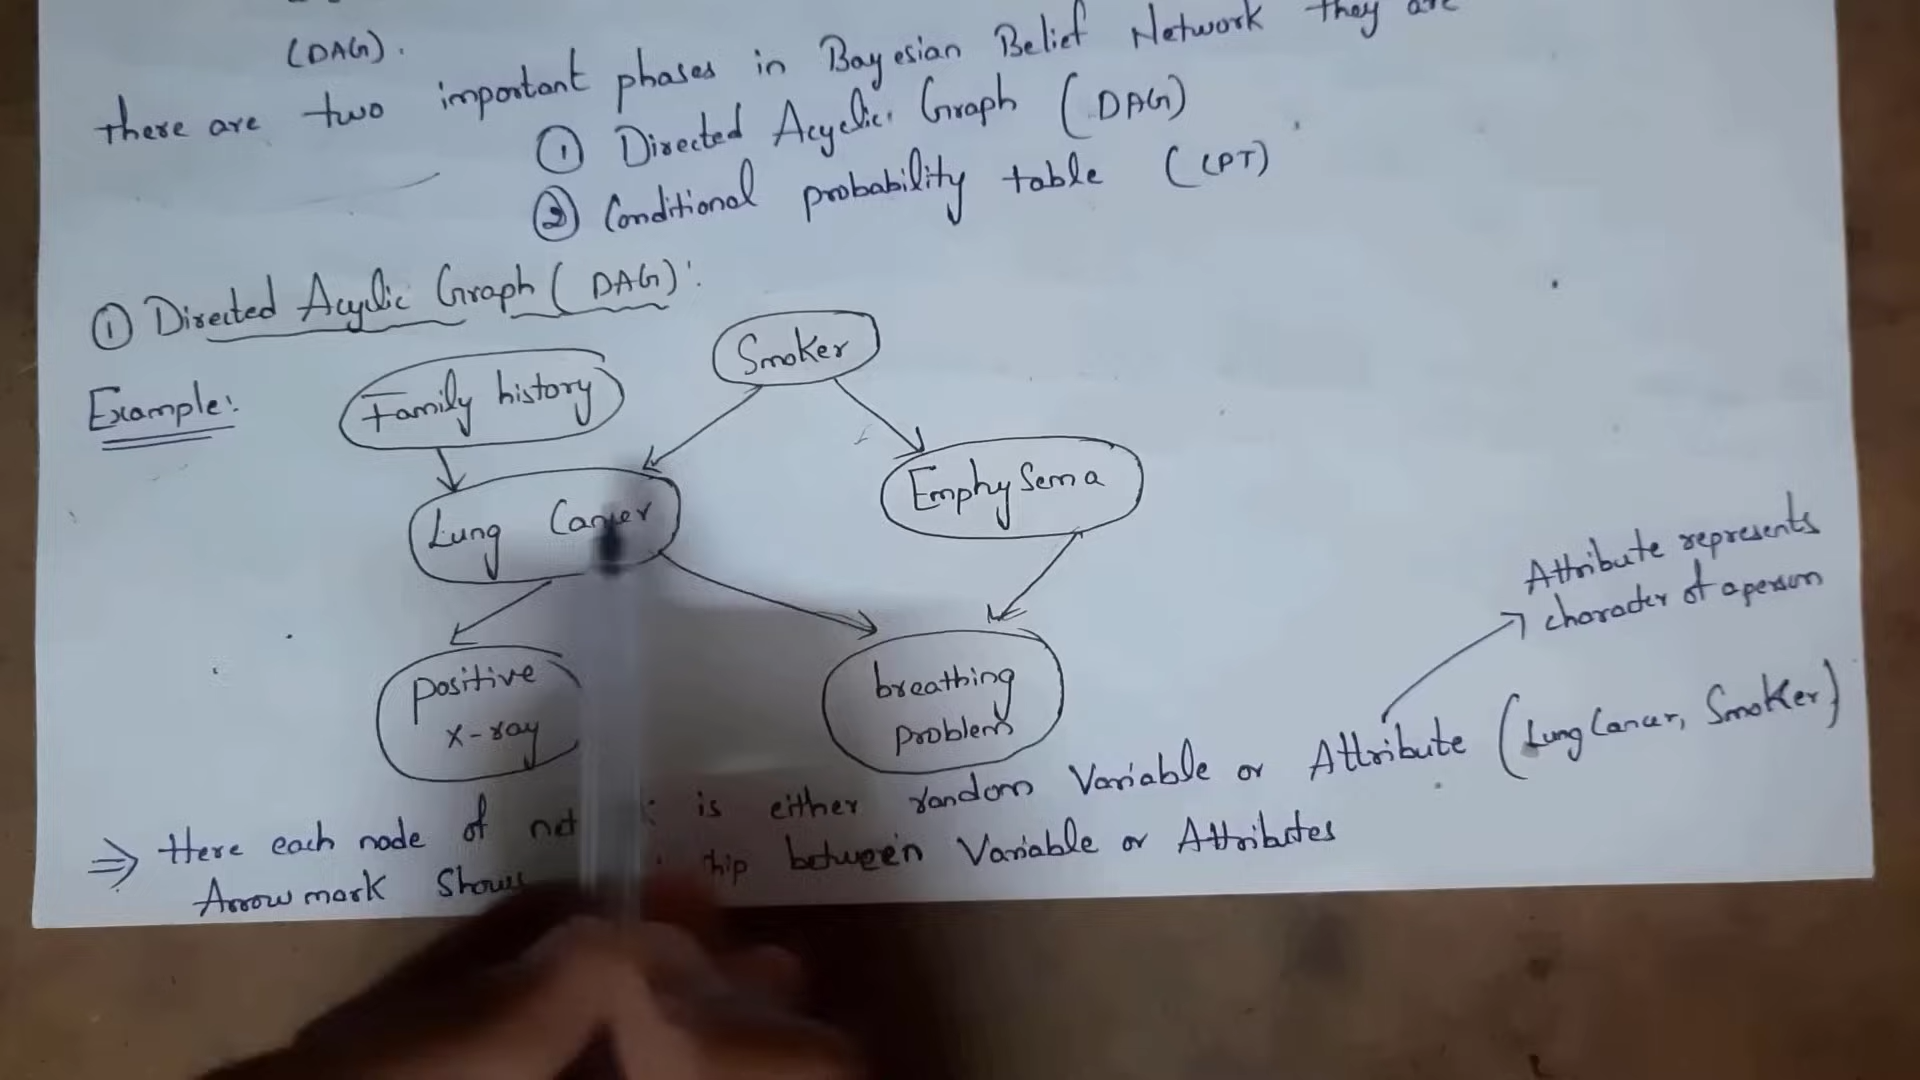 (DAG).
there are two important phases in Bayesian Belief Network they are
① Directed Acyclic Graph (DAG)
② Conditional probability table (CPT)
① Directed Acyclic Graph (DAG):
Example:
Family history
Smoker
Lung Cancer
Emphysema
positive
x-ray
breathing
problem
Attribute represents
character of a person
⇒ Here each node of is either random Variable or Attribute (Lung Cancer, Smoker)
Arrow mark Shows between Variable or Attributes